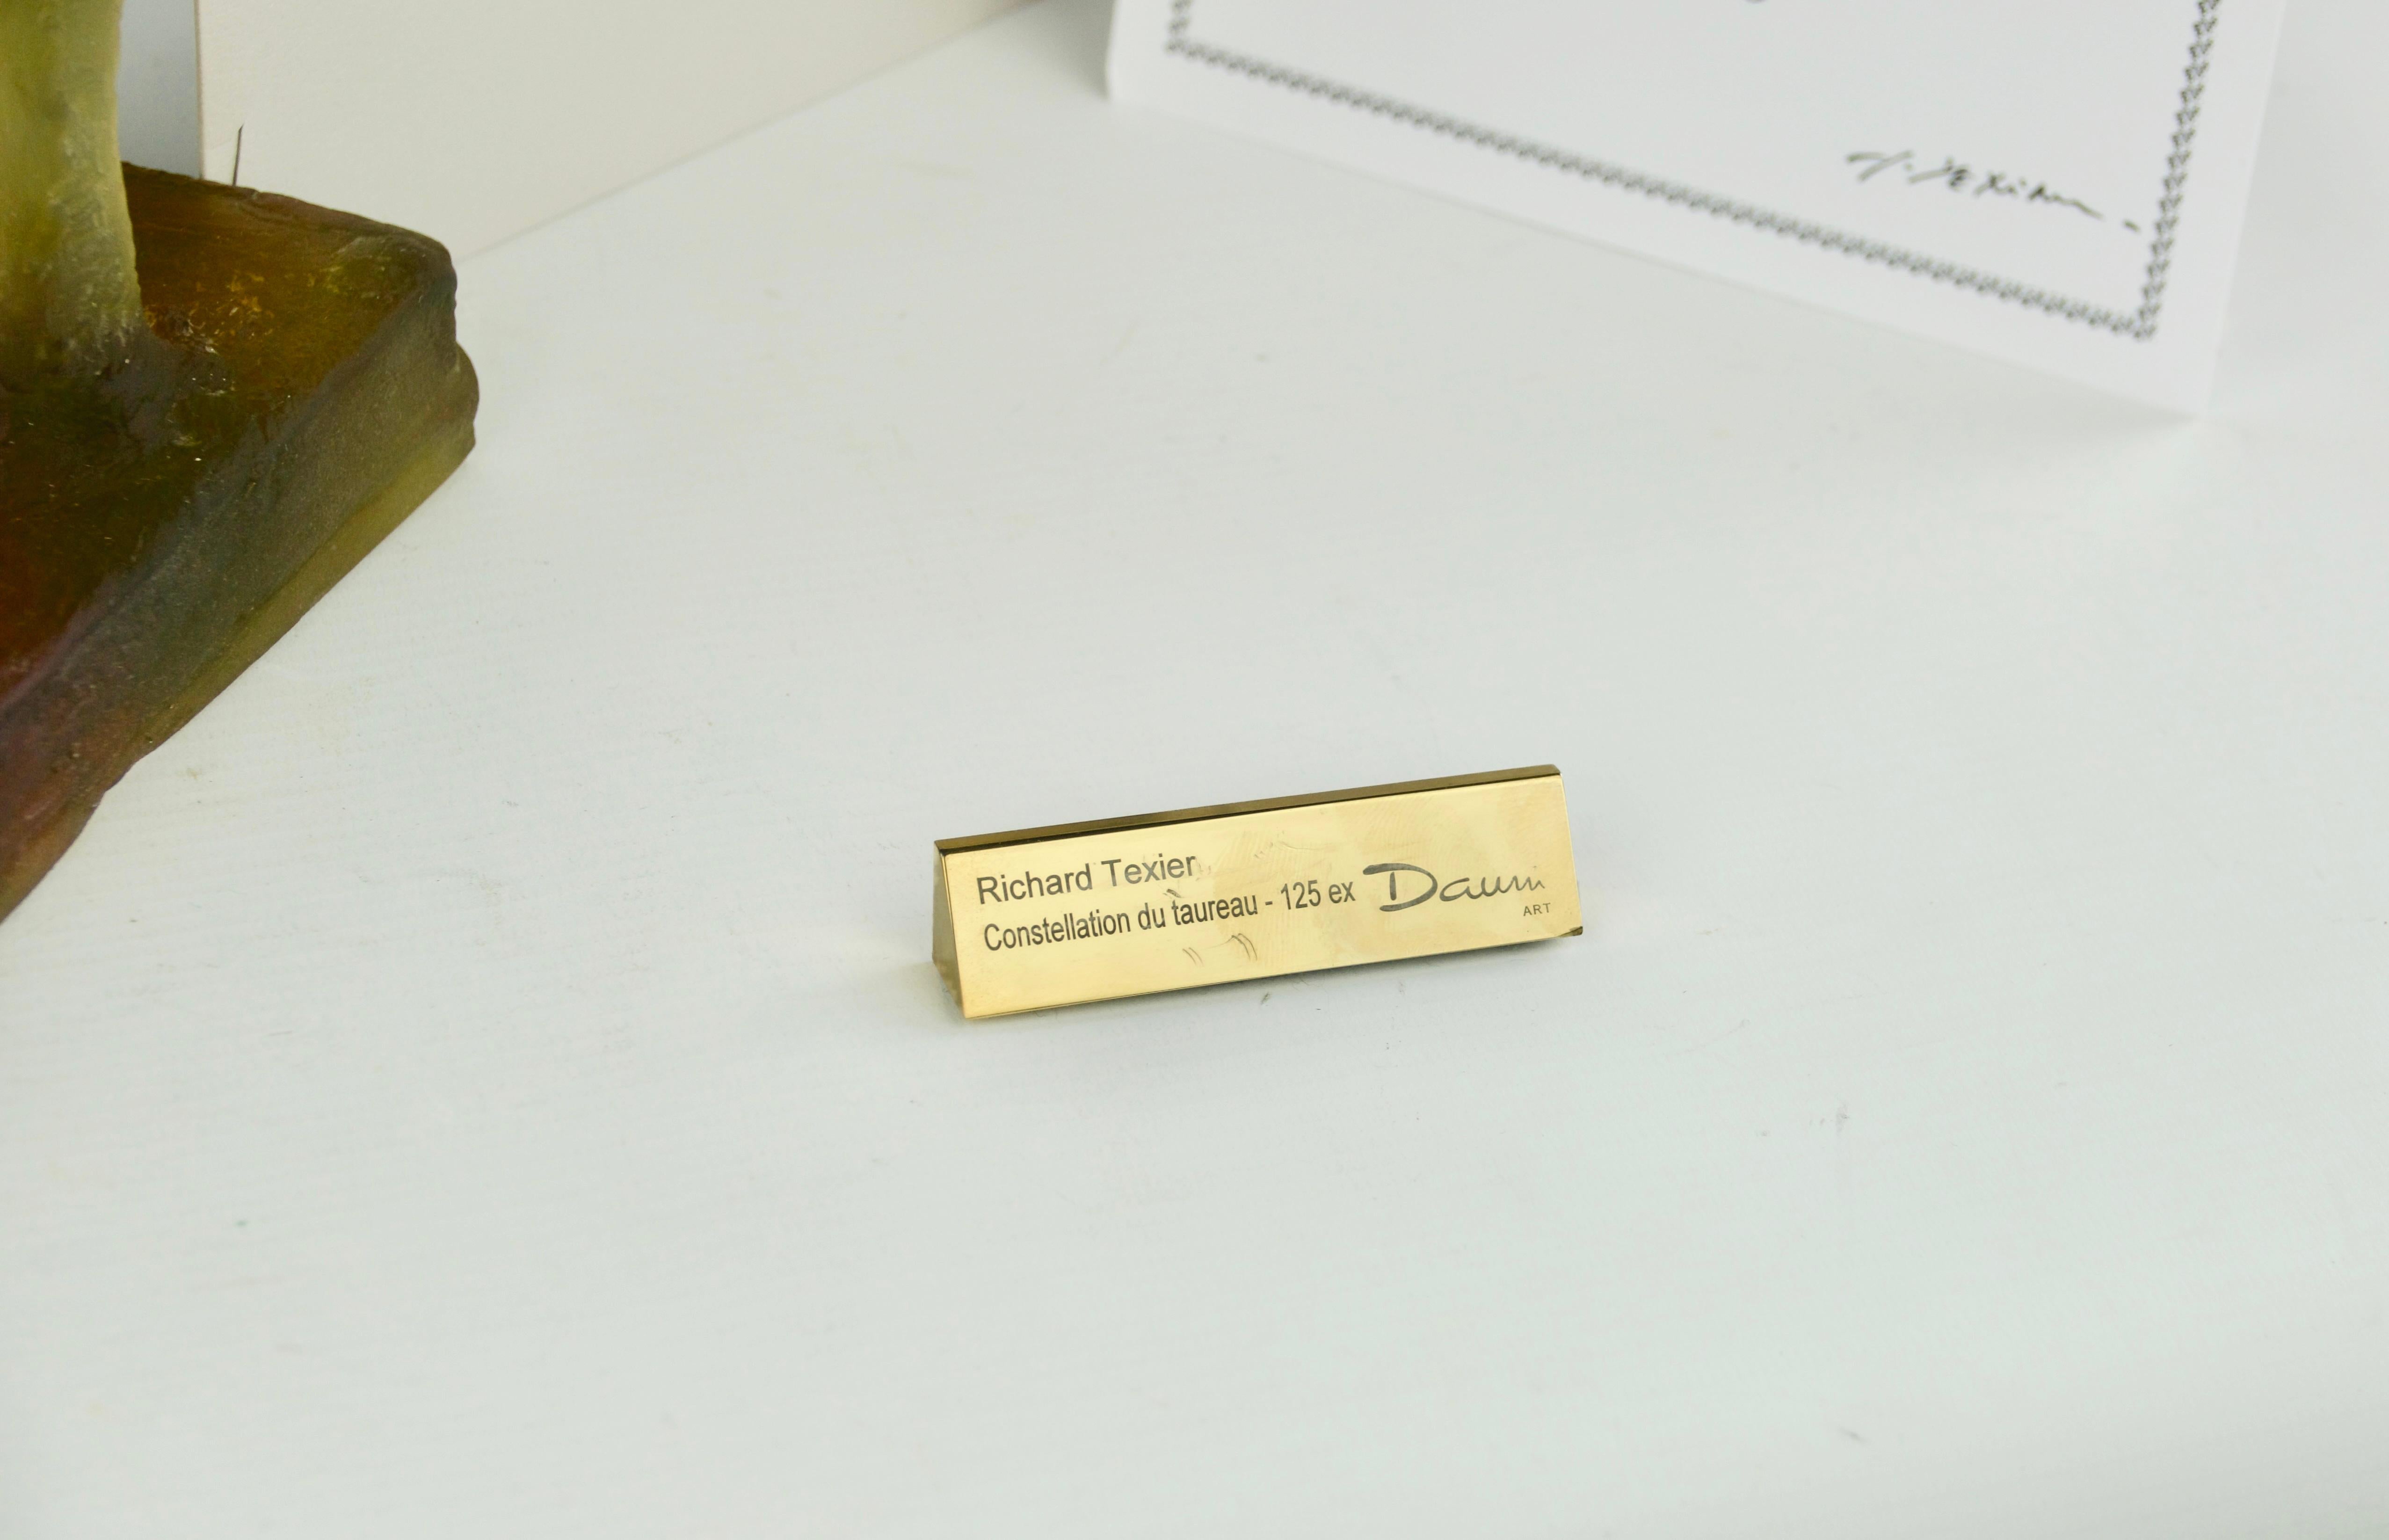 Richard Texier
Constellation du taureau - 125 ex
Daum
ART